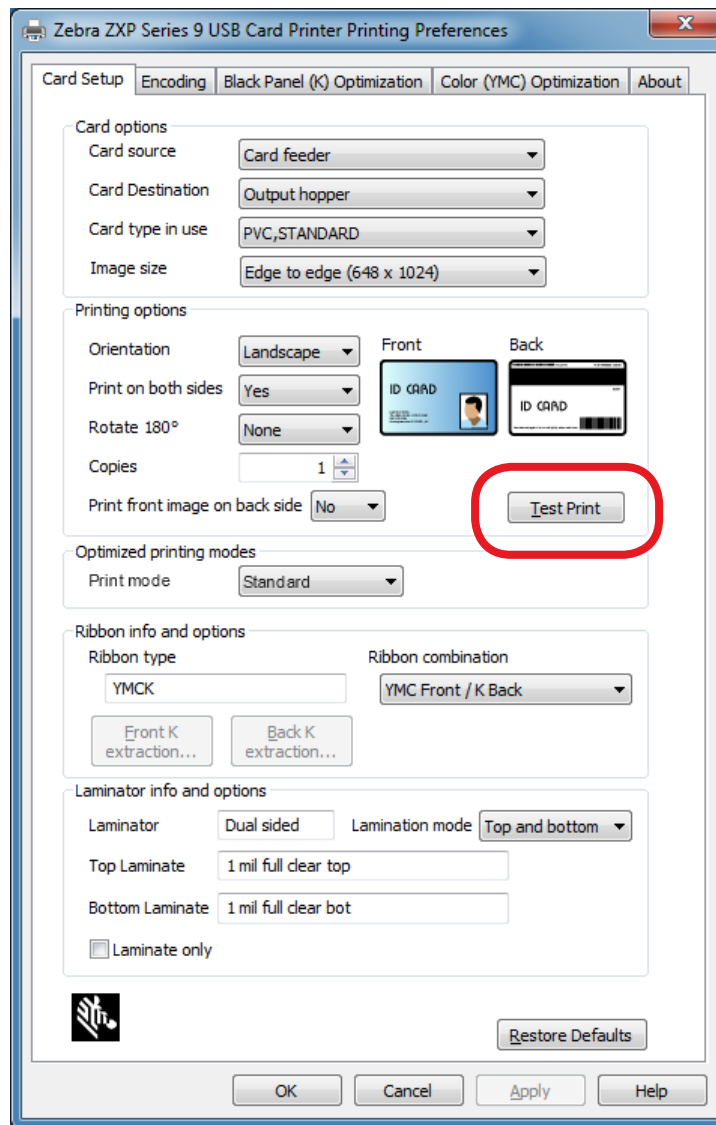 Zebra ZXP Series 9 USB Card Printer Printing Preferences
Card Setup Encoding Black Panel (K) Optimization Color (YMC) Optimization About
Card options
Card source Card feeder
Card Destination Output hopper
Card type in use PVC,STANDARD
Image size Edge to edge (648 x 1024)
Printing options
Orientation Landscape Front Back
Print on both sides Yes
ID CARD ID CARD
Rotate 180° None
Copies 1
Print front image on back side No Test Print
Optimized printing modes
Print mode Standard
Ribbon info and options
Ribbon type Ribbon combination
YMCK YMC Front / K Back
Front K extraction... Back K extraction...
Laminator info and options
Laminator Dual sided Lamination mode Top and bottom
Top Laminate 1 mil full clear top
Bottom Laminate 1 mil full clear bot
Laminate only
Restore Defaults
OK Cancel Apply Help